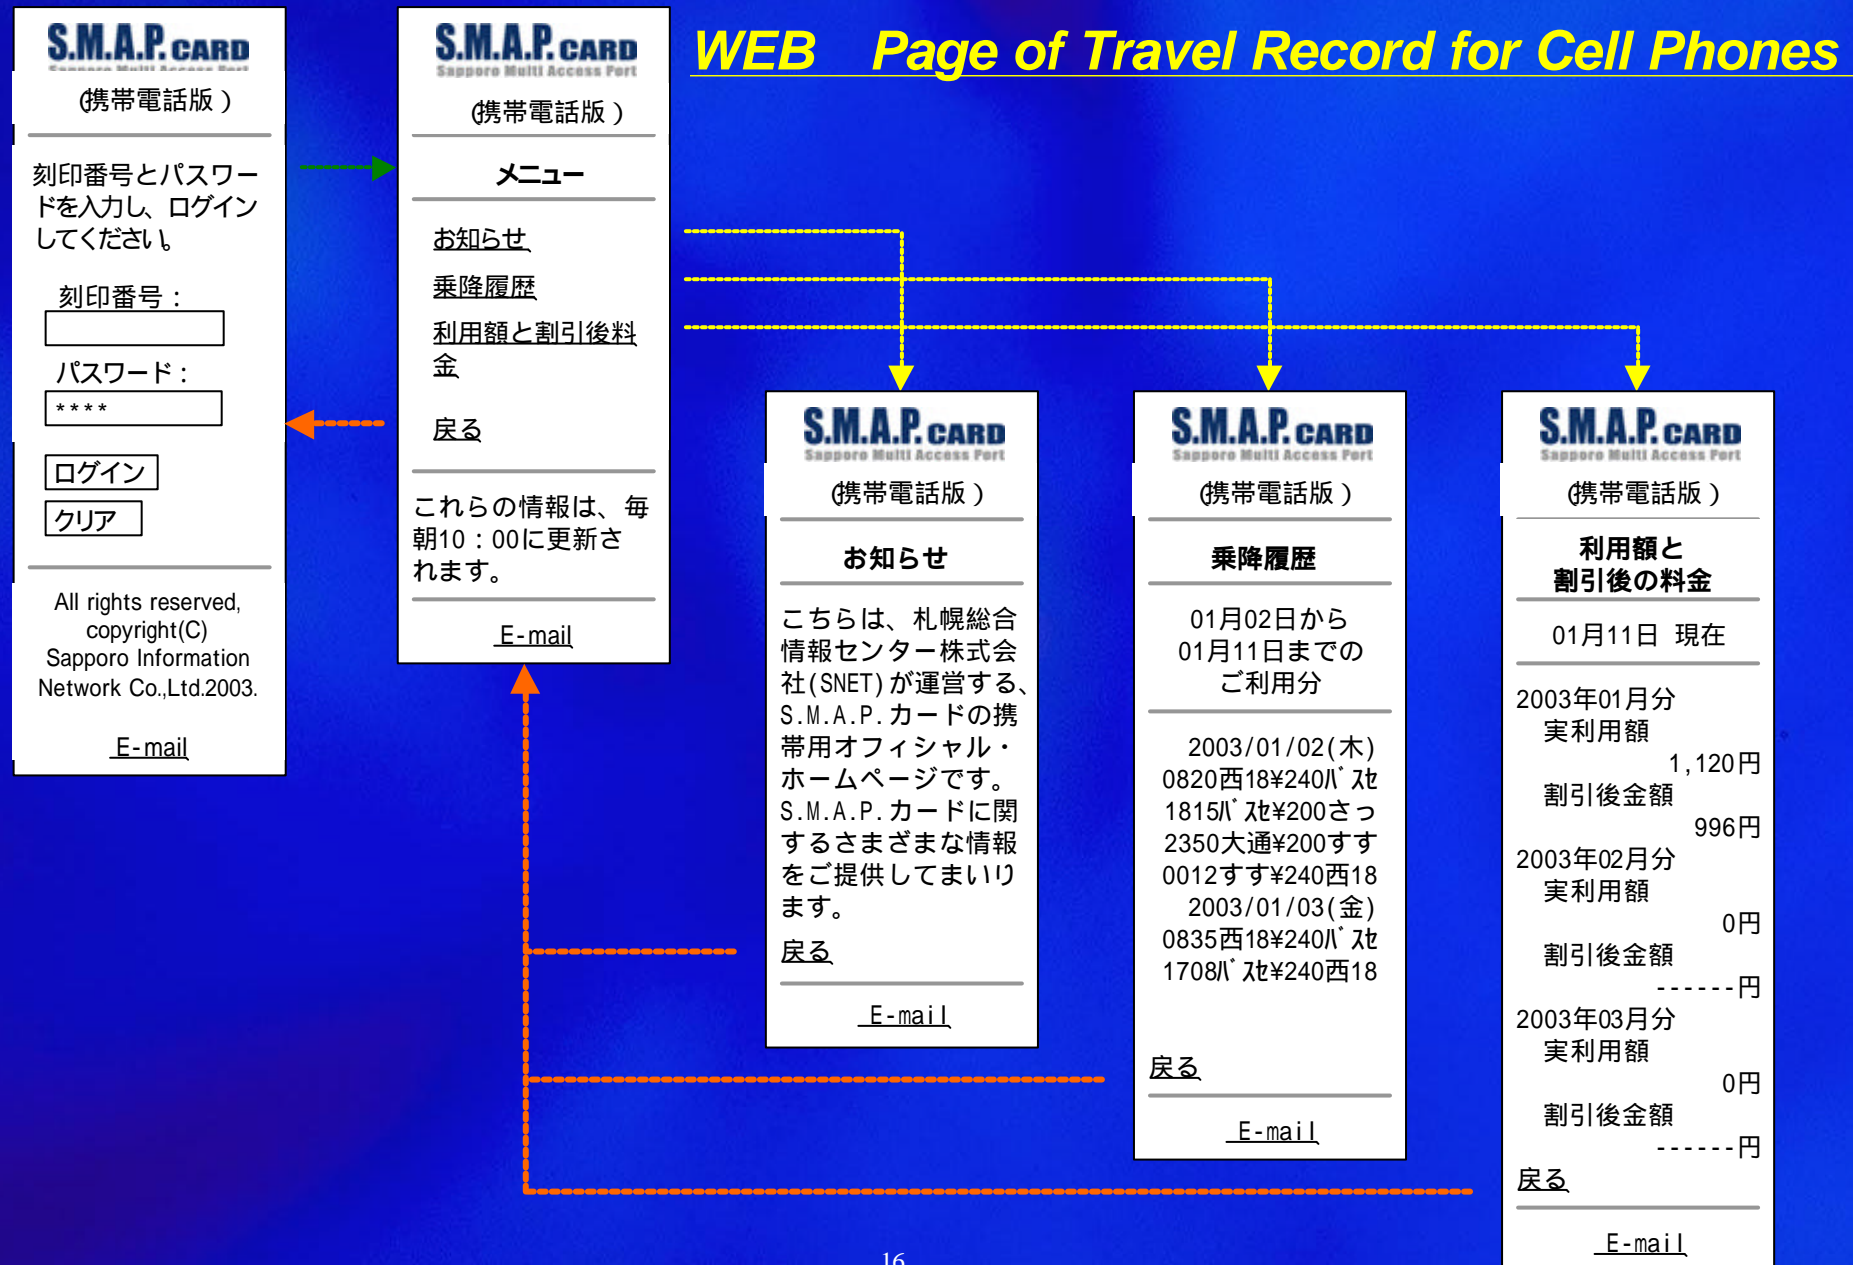 WEB Page of Travel Record for Cell Phones
S.M.A.P. CARD
Sapporo Multi Access Port
(携帯電話版)
刻印番号とパスワー
ドを入力し、ログイン
してください。
刻印番号：
パスワード：
****
ログイン
クリア
All rights reserved,
copyright(C)
Sapporo Information
Network Co.,Ltd.2003.
E-mail
S.M.A.P. CARD
Sapporo Multi Access Port
(携帯電話版)
メニュー
お知らせ
乗降履歴
利用額と割引後料
金
戻る
これらの情報は、毎
朝10：00に更新さ
れます。
E-mail
S.M.A.P. CARD
Sapporo Multi Access Port
(携帯電話版)
お知らせ
こちらは、札幌総合
情報センター株式会
社(SNET)が運営する、
S.M.A.P.カードの携
帯用オフィシャル・
ホームページです。
S.M.A.P.カードに関
するさまざまな情報
をご提供してまいり
ます。
戻る
E-mail
S.M.A.P. CARD
Sapporo Multi Access Port
(携帯電話版)
乗降履歴
01月02日から
01月11日までの
ご利用分
2003/01/02(木)
0820西18¥240ﾊﾞｽｾ
1815ﾊﾞｽｾ¥200さっ
2350大通¥200すす
0012すす¥240西18
2003/01/03(金)
0835西18¥240ﾊﾞｽｾ
1708ﾊﾞｽｾ¥240西18
戻る
E-mail
S.M.A.P. CARD
Sapporo Multi Access Port
(携帯電話版)
利用額と
割引後の料金
01月11日 現在
2003年01月分
実利用額
1,120円
割引後金額
996円
2003年02月分
実利用額
0円
割引後金額
------円
2003年03月分
実利用額
0円
割引後金額
------円
戻る
E-mail
16